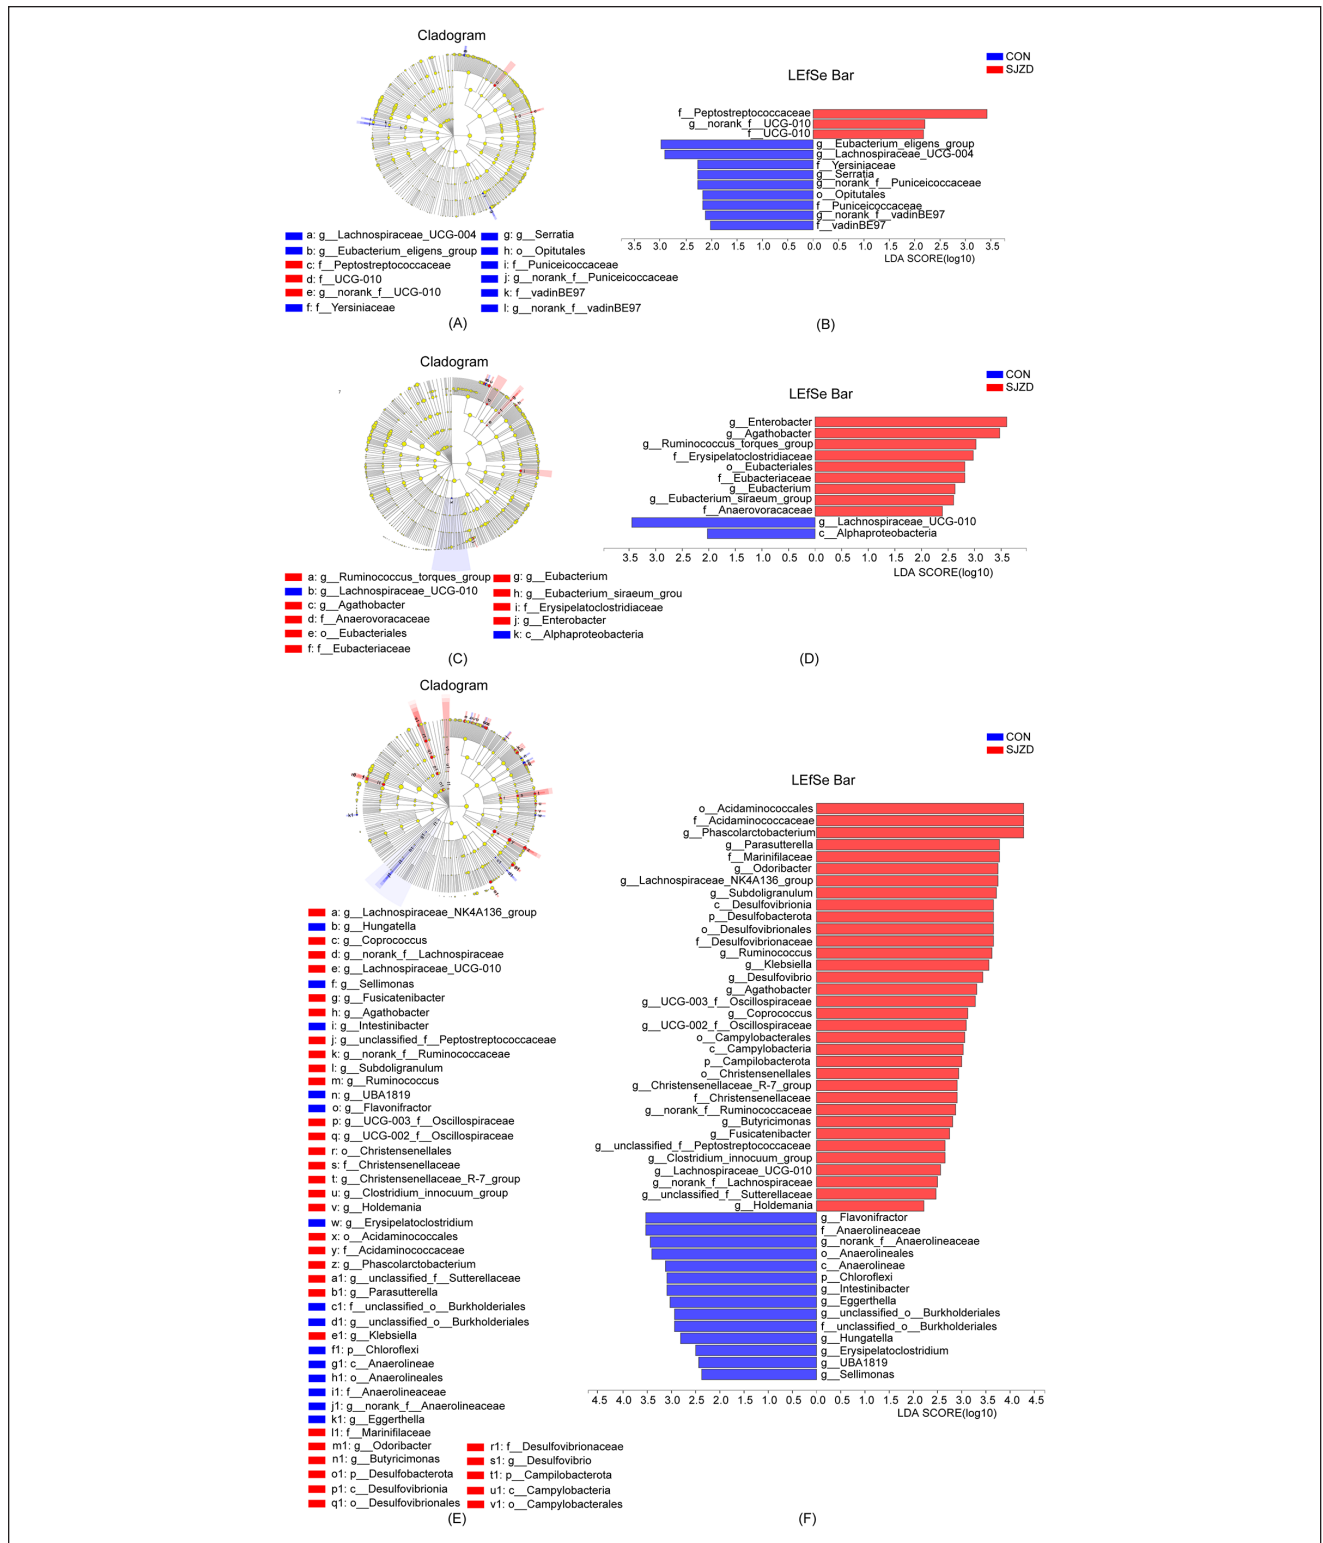 Cladogram
LEfSe Bar
CON
SJZD
f__Peptostreptococcaceae
g__norank_f__UCG-010
f__UCG-010
g__Eubacterium_eligens_group
g__Lachnospiraceae_UCG-004
f__Yersiniaceae
g__Serratia
g__norank_f__Puniceicoccaceae
o__Opitutales
f__Puniceicoccaceae
g__norank_f__vadinBE97
f__vadinBE97
3.5 3.0 2.5 2.0 1.5 1.0 0.5 0.0 0.5 1.0 1.5 2.0 2.5 3.0 3.5
LDA SCORE(log10)
a: g__Lachnospiraceae_UCG-004
b: g__Eubacterium_eligens_group
c: f__Peptostreptococcaceae
d: f__UCG-010
e: g__norank_f__UCG-010
f: f__Yersiniaceae
g: g__Serratia
h: o__Opitutales
i: f__Puniceicoccaceae
j: g__norank_f__Puniceicoccaceae
k: f__vadinBE97
l: g__norank_f__vadinBE97
(A)
(B)
Cladogram
LEfSe Bar
CON
SJZD
g__Enterobacter
g__Agathobacter
g__Ruminococcus_torques_group
f__Erysipelatoclostridiaceae
o__Eubacteriales
f__Eubacteriaceae
g__Eubacterium
g__Eubacterium_siraeum_group
f__Anaerovoracaceae
g__Lachnospiraceae_UCG-010
c__Alphaproteobacteria
3.5 3.0 2.5 2.0 1.5 1.0 0.5 0.0 0.5 1.0 1.5 2.0 2.5 3.0 3.5
LDA SCORE(log10)
a: g__Ruminococcus_torques_group
b: g__Lachnospiraceae_UCG-010
c: g__Agathobacter
d: f__Anaerovoracaceae
e: o__Eubacteriales
f: f__Eubacteriaceae
g: g__Eubacterium
h: g__Eubacterium_siraeum_grou
i: f__Erysipelatoclostridiaceae
j: g__Enterobacter
k: c__Alphaproteobacteria
(C)
(D)
Cladogram
LEfSe Bar
CON
SJZD
o__Acidaminococcales
f__Acidaminococcaceae
g__Phascolarctobacterium
g__Parasutterella
f__Marinifilaceae
g__Odoribacter
g__Lachnospiraceae_NK4A136_group
g__Subdoligranulum
c__Desulfovibrionia
p__Desulfobacterota
o__Desulfovibrionales
f__Desulfovibrionaceae
g__Ruminococcus
g__Klebsiella
g__Desulfovibrio
g__Agathobacter
g__UCG-003_f__Oscillospiraceae
g__Coprococcus
g__UCG-002_f__Oscillospiraceae
o__Campylobacterales
c__Campylobacteria
p__Campilobacterota
o__Christensenellales
g__Christensenellaceae_R-7_group
f__Christensenellaceae
g__norank_f__Ruminococcaceae
g__Butyricimonas
g__Fusicatenibacter
g__unclassified_f__Peptostreptococcaceae
g__Clostridium_innocuum_group
g__Lachnospiraceae_UCG-010
g__norank_f__Lachnospiraceae
g__unclassified_f__Sutterellaceae
g__Holdemania
g__Flavonifractor
f__Anaerolineaceae
g__norank_f__Anaerolineaceae
o__Anaerolineales
c__Anaerolineae
p__Chloroflexi
g__Intestinibacter
g__Eggerthella
g__unclassified_o__Burkholderiales
f__unclassified_o__Burkholderiales
g__Hungatella
g__Erysipelatoclostridium
g__UBA1819
g__Sellimonas
4.5 4.0 3.5 3.0 2.5 2.0 1.5 1.0 0.5 0.0 0.5 1.0 1.5 2.0 2.5 3.0 3.5 4.0 4.5
LDA SCORE(log10)
a: g__Lachnospiraceae_NK4A136_group
b: g__Hungatella
c: g__Coprococcus
d: g__norank_f__Lachnospiraceae
e: g__Lachnospiraceae_UCG-010
f: g__Sellimonas
g: g__Fusicatenibacter
h: g__Agathobacter
i: g__Intestinibacter
j: g__unclassified_f__Peptostreptococcaceae
k: g__norank_f__Ruminococcaceae
l: g__Subdoligranulum
m: g__Ruminococcus
n: g__UBA1819
o: g__Flavonifractor
p: g__UCG-003_f__Oscillospiraceae
q: g__UCG-002_f__Oscillospiraceae
r: o__Christensenellales
s: f__Christensenellaceae
t: g__Christensenellaceae_R-7_group
u: g__Clostridium_innocuum_group
v: g__Holdemania
w: g__Erysipelatoclostridium
x: o__Acidaminococcales
y: f__Acidaminococcaceae
z: g__Phascolarctobacterium
a1: g__unclassified_f__Sutterellaceae
b1: g__Parasutterella
c1: f__unclassified_o__Burkholderiales
d1: g__unclassified_o__Burkholderiales
e1: g__Klebsiella
f1: p__Chloroflexi
g1: c__Anaerolineae
h1: o__Anaerolineales
i1: f__Anaerolineaceae
j1: g__norank_f__Anaerolineaceae
k1: g__Eggerthella
l1: f__Marinifilaceae
m1: g__Odoribacter
n1: g__Butyricimonas
o1: p__Desulfobacterota
p1: c__Desulfovibrionia
q1: o__Desulfovibrionales
r1: f__Desulfovibrionaceae
s1: g__Desulfovibrio
t1: p__Campilobacterota
u1: c__Campylobacteria
v1: o__Campylobacterales
(E)
(F)